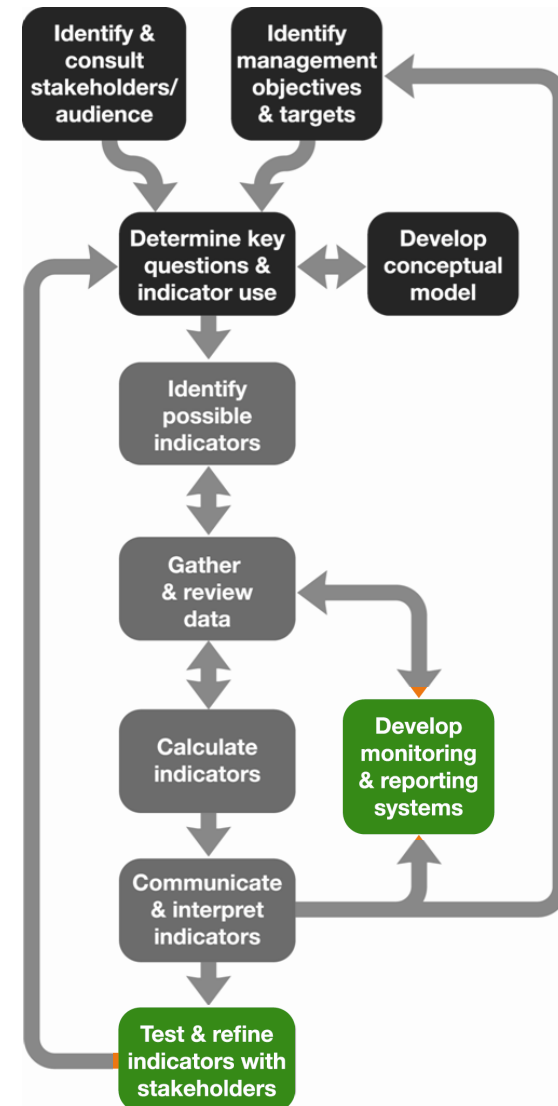 Identify &
consult
stakeholders/
audience
Identify
management
objectives
& targets
Determine key
questions &
indicator use
Develop
conceptual
model
Identify
possible
indicators
Gather
& review
data
Calculate
indicators
Develop
monitoring
& reporting
systems
Communicate
& interpret
indicators
Test & refine
indicators with
stakeholders